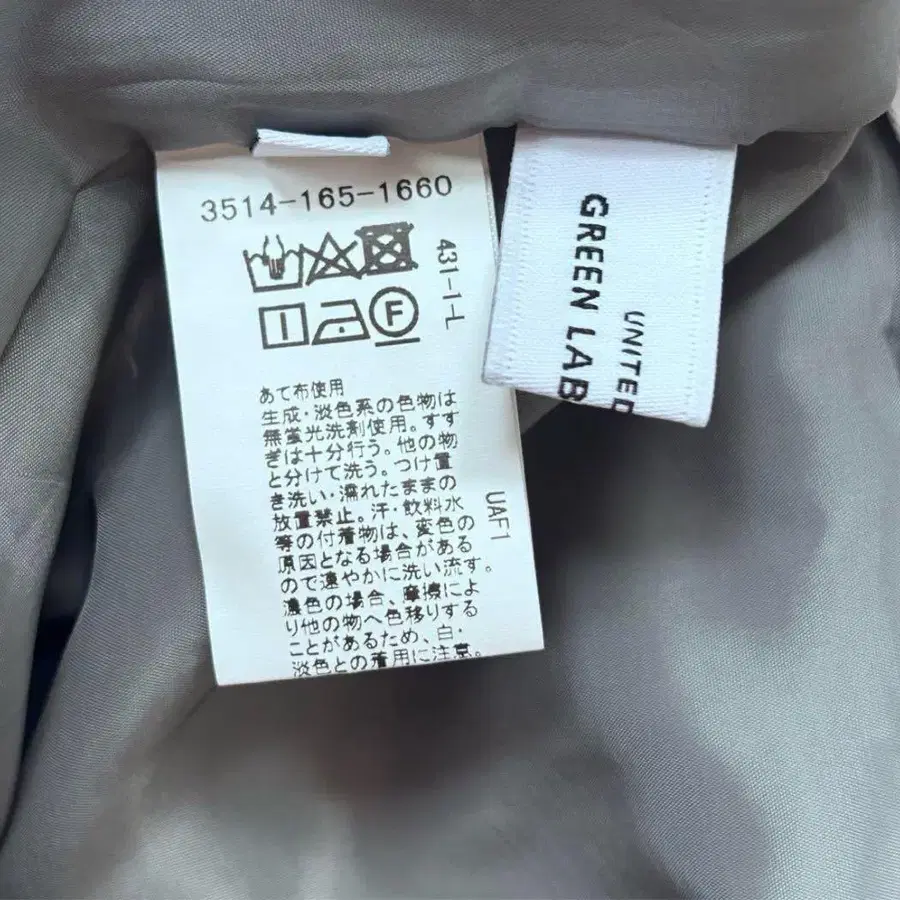 3514-165-1660
431-1-L
F
あて布使用
生成・淡色系の色物は
無蛍光洗剤使用。すす
ぎは十分行う。他の物
と分けて洗う。つけ置
き洗い・濡れたままの
放置禁止。汗・飲料水
等の付着物は、変色の
原因となる場合がある
ので速やかに洗い流す。
濃色の場合、摩擦によ
り他の物へ色移りする
ことがあるため、白・
淡色との着用に注意。
UAF1
UNITED
GREEN LAB